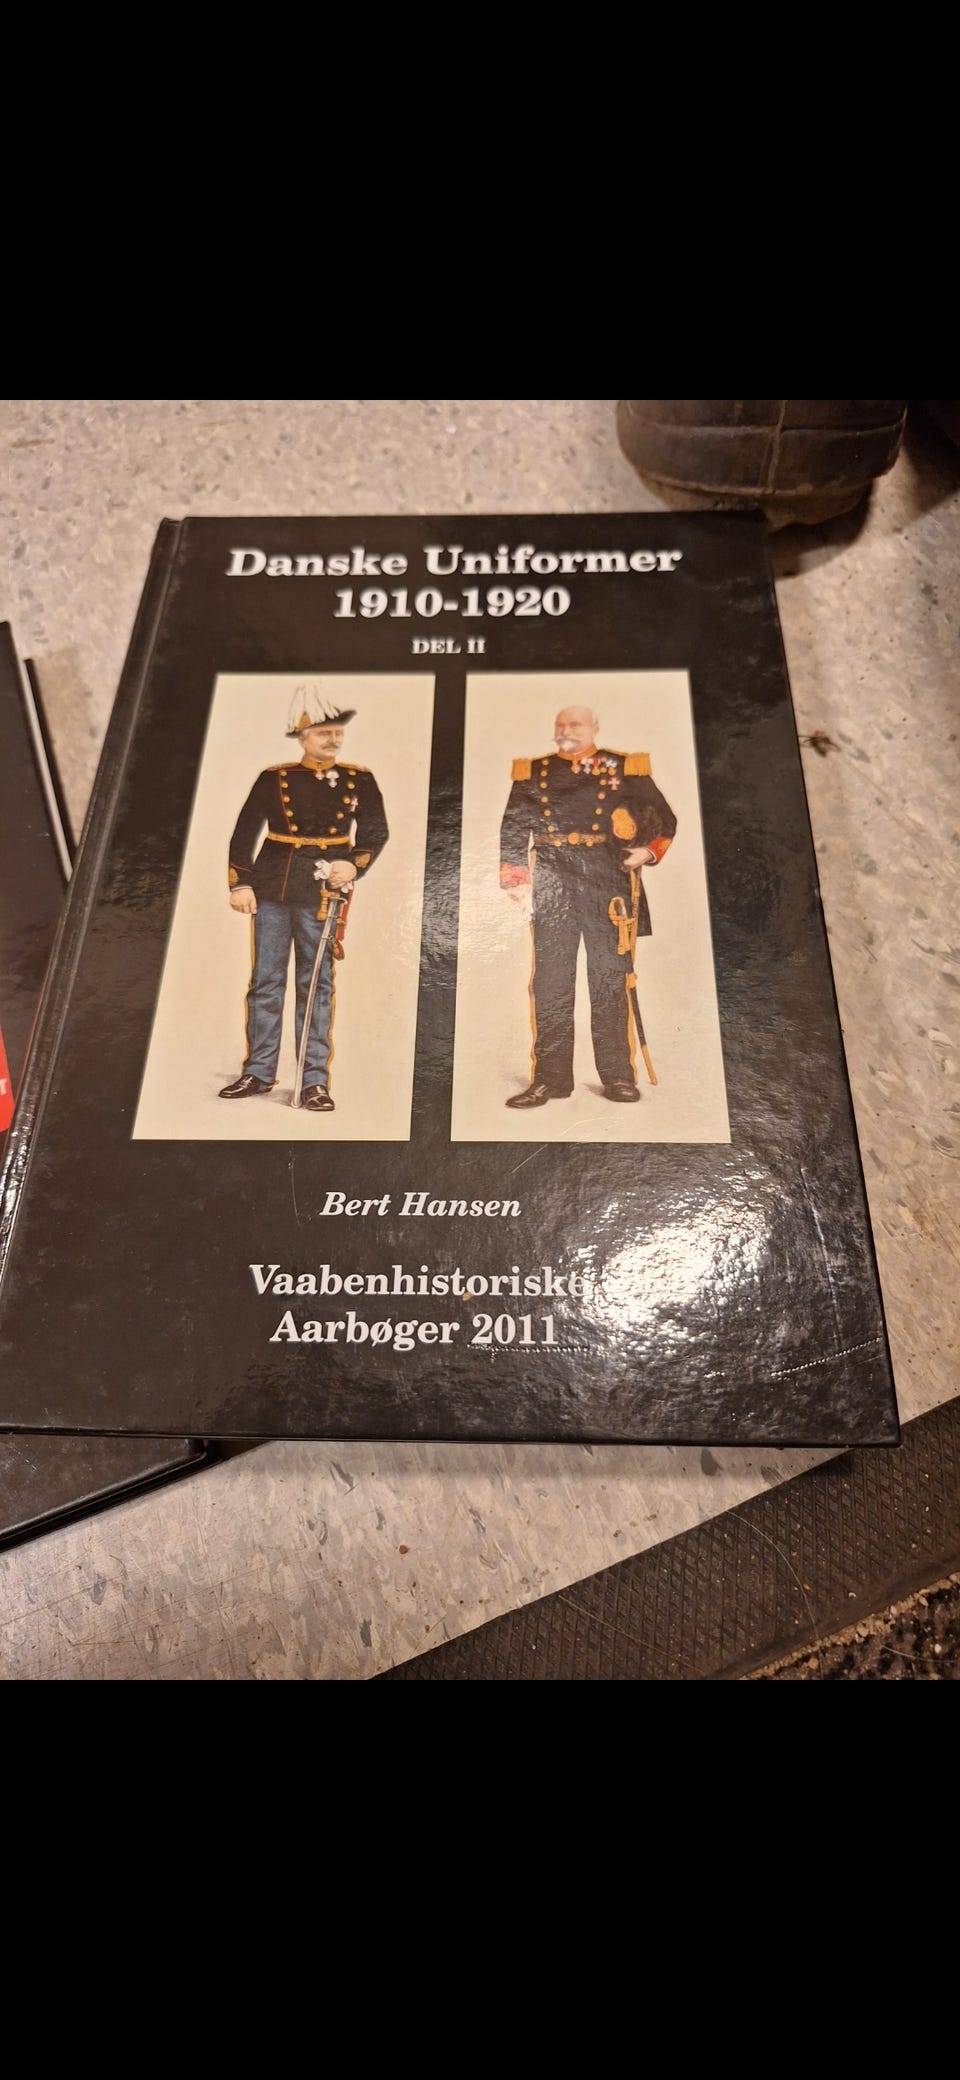 Danske Uniformer
1910-1920
DEL II
Bert Hansen
Vaabenhistoriske
Aarbøger 2011